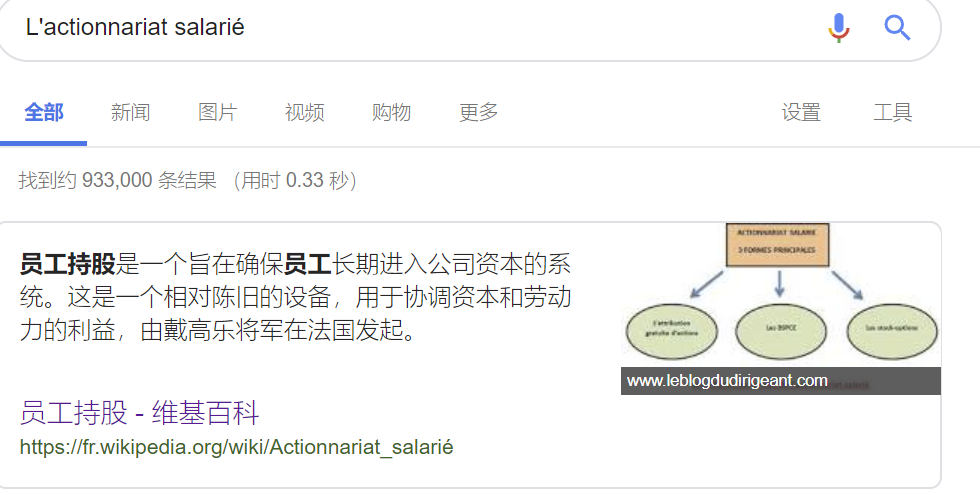 L'actionnariat salarié
全部 新闻 图片 视频 购物 更多 设置 工具
找到约 933,000 条结果 （用时 0.33 秒）
员工持股是一个旨在确保员工长期进入公司资本的系
统。这是一个相对陈旧的设备，用于协调资本和劳动
力的利益，由戴高乐将军在法国发起。
ACTIONNARIAT SALARIE
3 FORMES PRINCIPALES
L'attribution
gratuite d'actions
Les BSPCE
Les stock-options
www.leblogdudirigeant.com
员工持股 - 维基百科
https://fr.wikipedia.org/wiki/Actionnariat_salarié